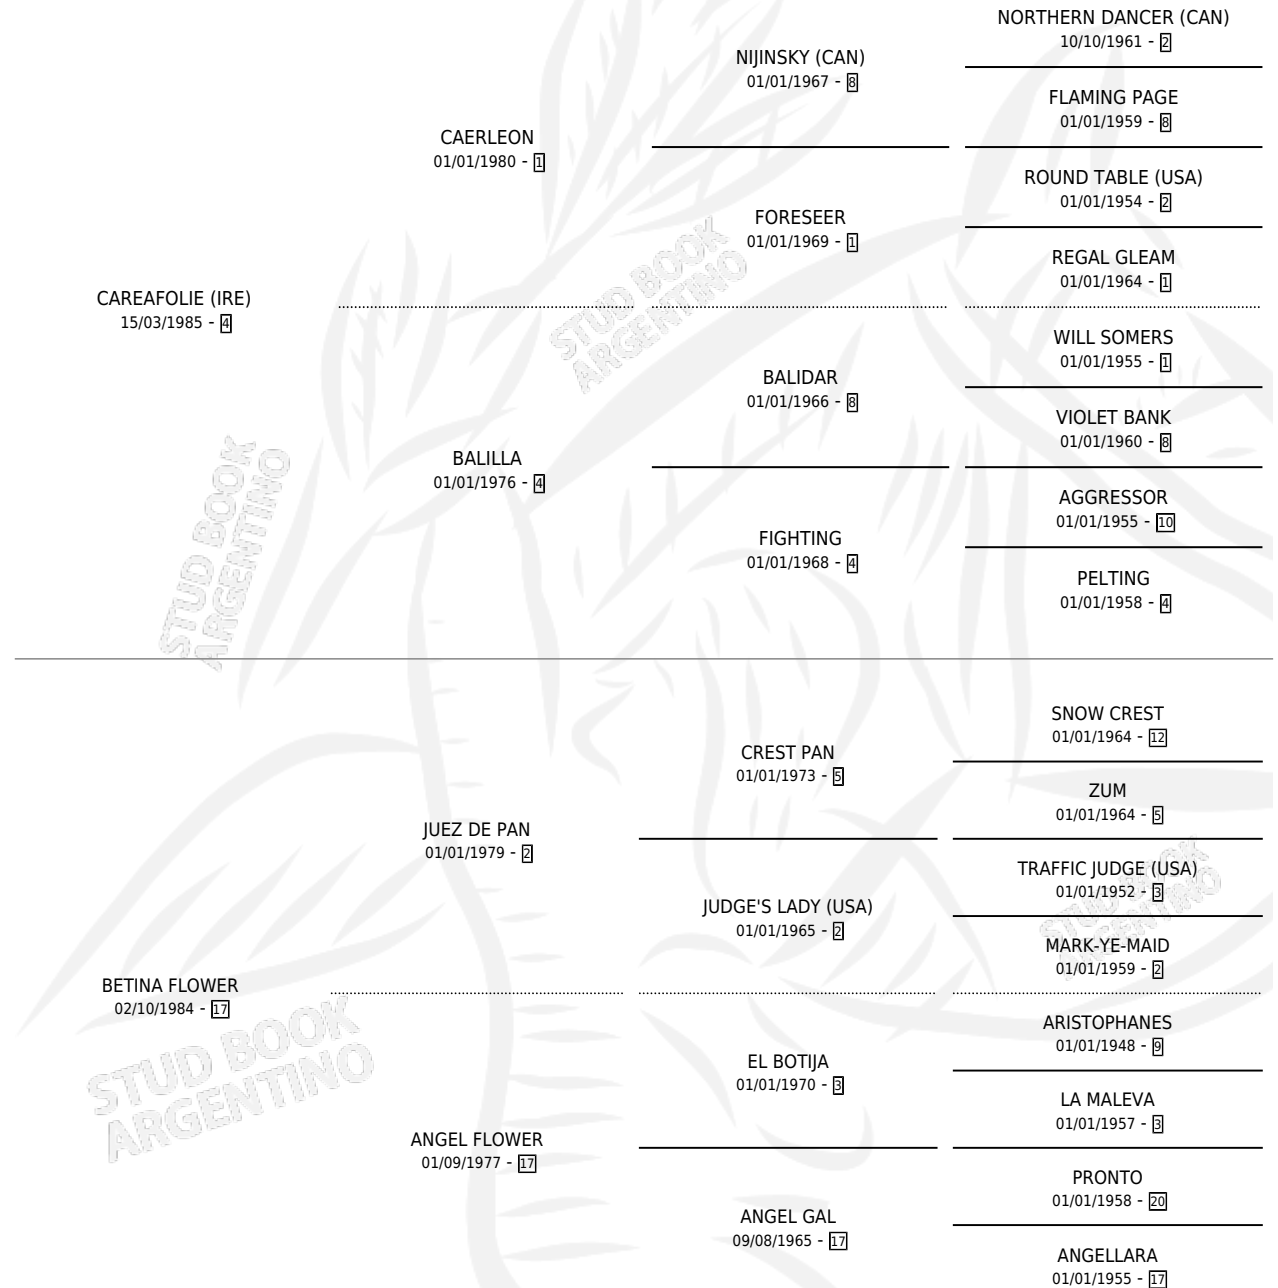 NORTHERN DANCER (CAN)
10/10/1961 - 2
NIJINSKY (CAN)
01/01/1967 - 8
FLAMING PAGE
01/01/1959 - 8
CAERLEON
01/01/1980 - 1
ROUND TABLE (USA)
01/01/1954 - 2
FORESEER
01/01/1969 - 1
REGAL GLEAM
01/01/1964 - 1
CAREAFOLIE (IRE)
15/03/1985 - 4
WILL SOMERS
01/01/1955 - 1
BALIDAR
01/01/1966 - 8
VIOLET BANK
01/01/1960 - 8
BALILLA
01/01/1976 - 4
AGGRESSOR
01/01/1955 - 10
FIGHTING
01/01/1968 - 4
PELTING
01/01/1958 - 4
SNOW CREST
01/01/1964 - 12
CREST PAN
01/01/1973 - 5
ZUM
01/01/1964 - 5
JUEZ DE PAN
01/01/1979 - 2
TRAFFIC JUDGE (USA)
01/01/1952 - 3
JUDGE'S LADY (USA)
01/01/1965 - 2
MARK-YE-MAID
01/01/1959 - 2
BETINA FLOWER
02/10/1984 - 17
ARISTOPHANES
01/01/1948 - 9
EL BOTIJA
01/01/1970 - 3
LA MALEVA
01/01/1957 - 3
ANGEL FLOWER
01/09/1977 - 17
PRONTO
01/01/1958 - 20
ANGEL GAL
09/08/1965 - 17
ANGELLARA
01/01/1955 - 17
STUD BOOK
ARGENTINO
STUD BOOK
ARGENTINO
STUD BOOK
ARGENTINO
STUD BOOK
ARGENTINO